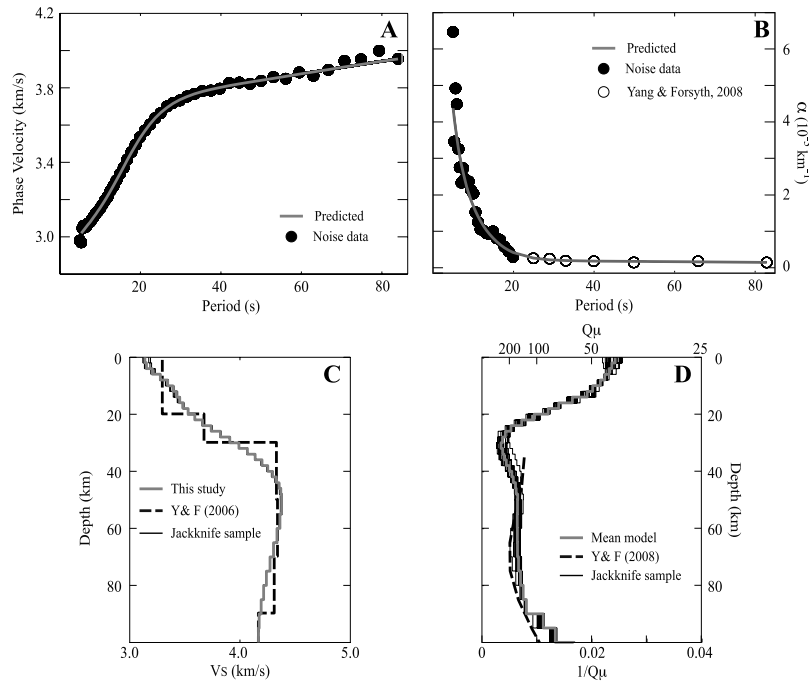 A
4.2
3.8
3.4
3.0
Phase Velocity (km/s)
Predicted
Noise data
20
40
60
80
Period (s)
B
Predicted
Noise data
Yang & Forsyth, 2008
6
4
2
0
α (10⁻³ km⁻¹)
0
20
40
60
80
Period (s)
C
0
20
40
60
80
Depth (km)
This study
Y& F (2006)
Jackknife sample
3.0
4.0
5.0
Vs (km/s)
Qμ
200
100
50
25
D
0
20
40
60
80
Depth (km)
Mean model
Y& F (2008)
Jackknife sample
0
0.02
0.04
1/Qμ